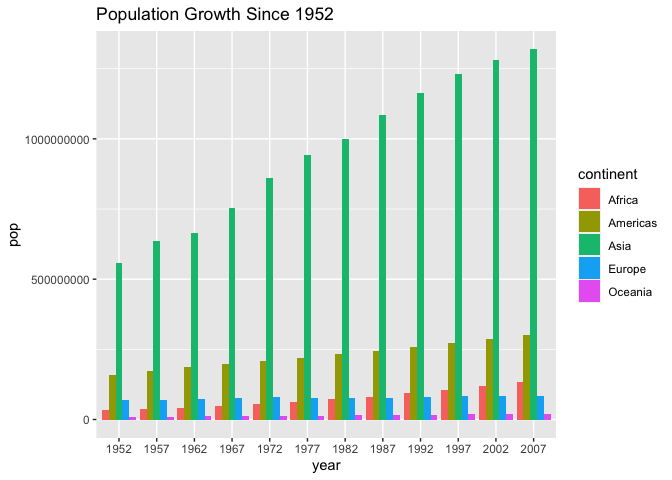 Population Growth Since 1952
pop
1000000000
500000000
0
1952 1957 1962 1967 1972 1977 1982 1987 1992 1997 2002 2007
year
continent
Africa
Americas
Asia
Europe
Oceania